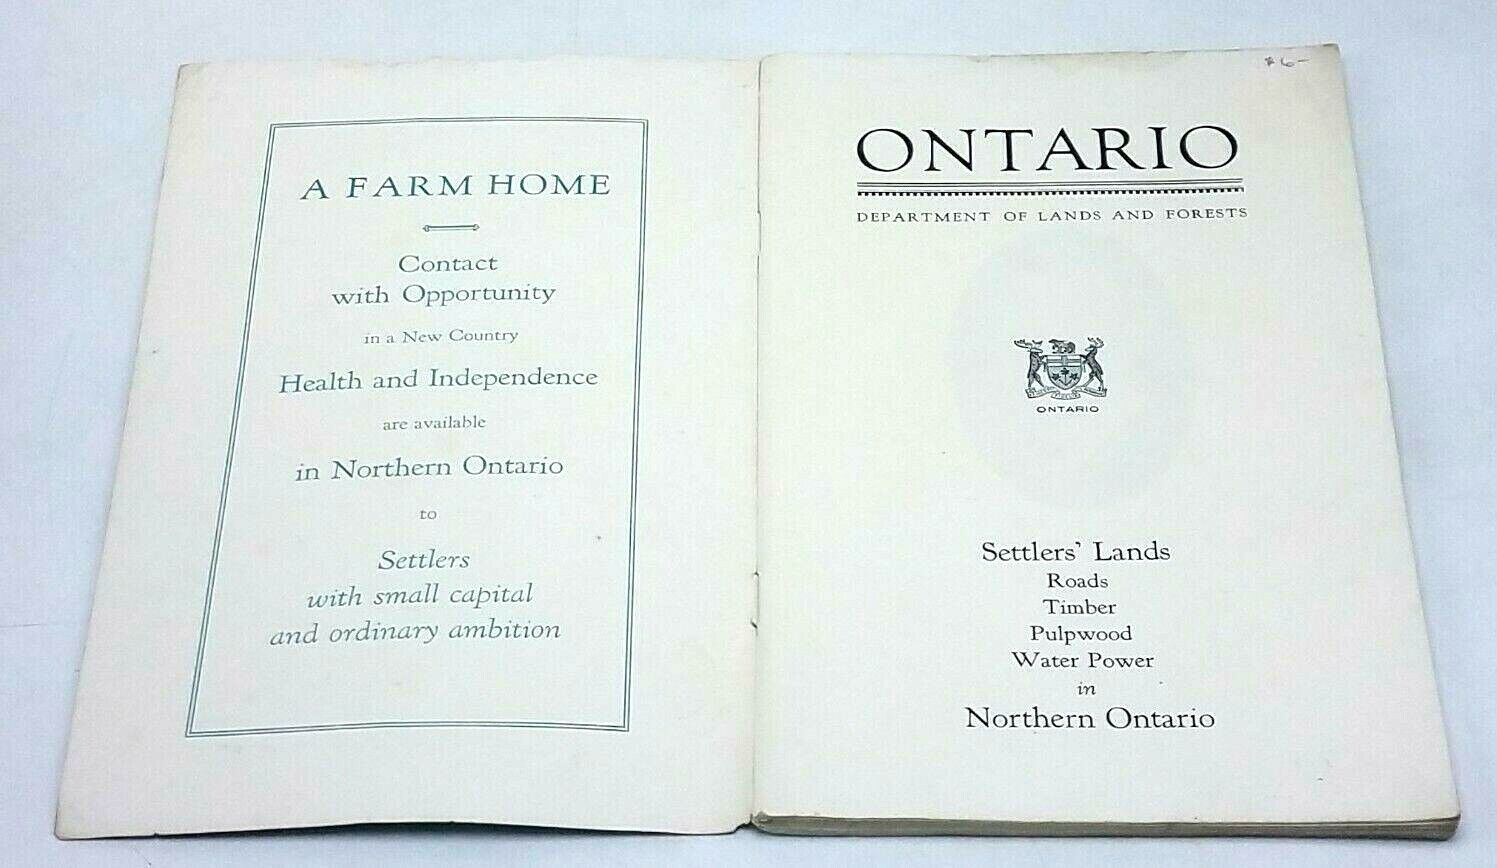 A FARM HOME
Contact
with Opportunity
in a New Country
Health and Independence
are available
in Northern Ontario
to
Settlers
with small capital
and ordinary ambition
$6-
ONTARIO
DEPARTMENT OF LANDS AND FORESTS
ONTARIO
Settlers' Lands
Roads
Timber
Pulpwood
Water Power
in
Northern Ontario